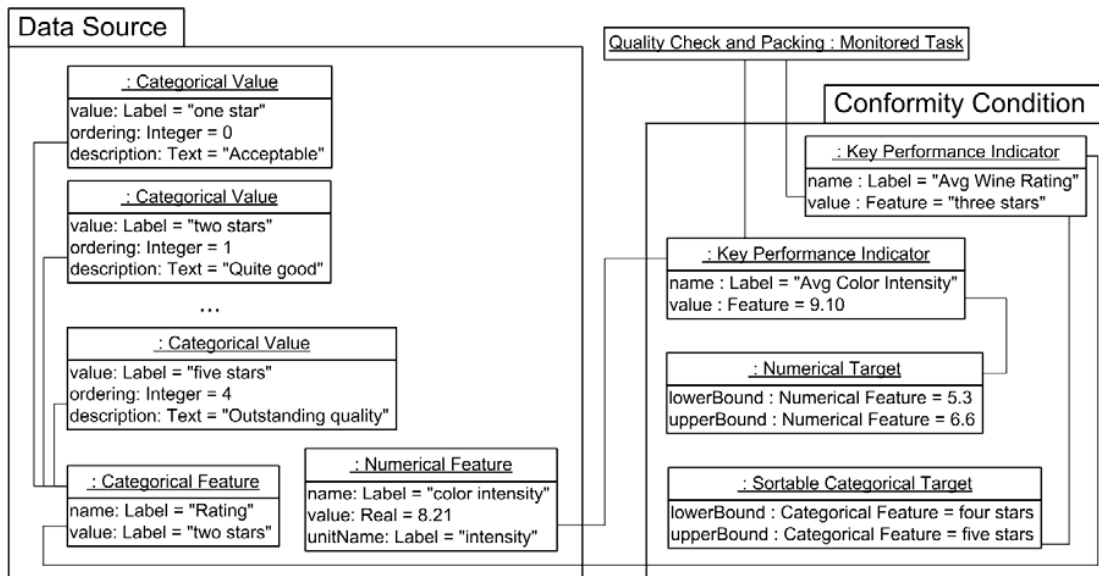 Data Source
: Categorical Value
value: Label = "one star"
ordering: Integer = 0
description: Text = "Acceptable"
: Categorical Value
value: Label = "two stars"
ordering: Integer = 1
description: Text = "Quite good"
...
: Categorical Value
value: Label = "five stars"
ordering: Integer = 4
description: Text = "Outstanding quality"
: Categorical Feature
name: Label = "Rating"
value: Label = "two stars"
: Numerical Feature
name: Label = "color intensity"
value: Real = 8.21
unitName: Label = "intensity"
Quality Check and Packing : Monitored Task
Conformity Condition
: Key Performance Indicator
name : Label = "Avg Wine Rating"
value : Feature = "three stars"
: Key Performance Indicator
name : Label = "Avg Color Intensity"
value : Feature = 9.10
: Numerical Target
lowerBound : Numerical Feature = 5.3
upperBound : Numerical Feature = 6.6
: Sortable Categorical Target
lowerBound : Categorical Feature = four stars
upperBound : Categorical Feature = five stars